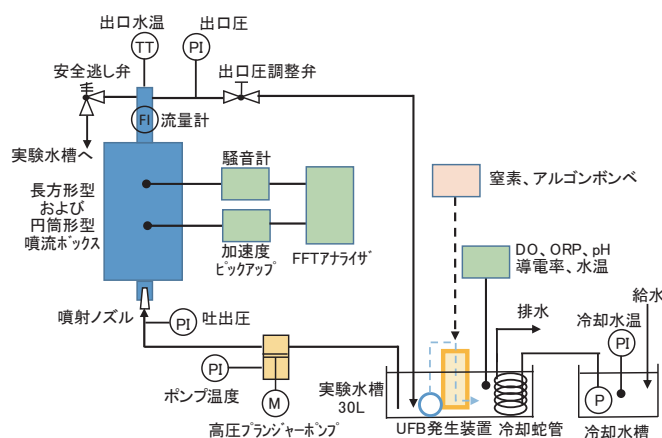 出口水温
出口圧
TT
PI
安全逃し弁
出口圧調整弁
FI
流量計
実験水槽へ
騒音計
長方形型
および
円筒形型
噴流ボックス
加速度
ピックアップ
FFTアナライザ
窒素、アルゴンボンベ
DO、ORP、pH
導電率、水温
噴射ノズル
PI
吐出圧
排水
給水
冷却水温
PI
PI
ポンプ温度
M
高圧プランジャーポンプ
実験水槽
30L
P
UFB発生装置
冷却蛇管
冷却水槽